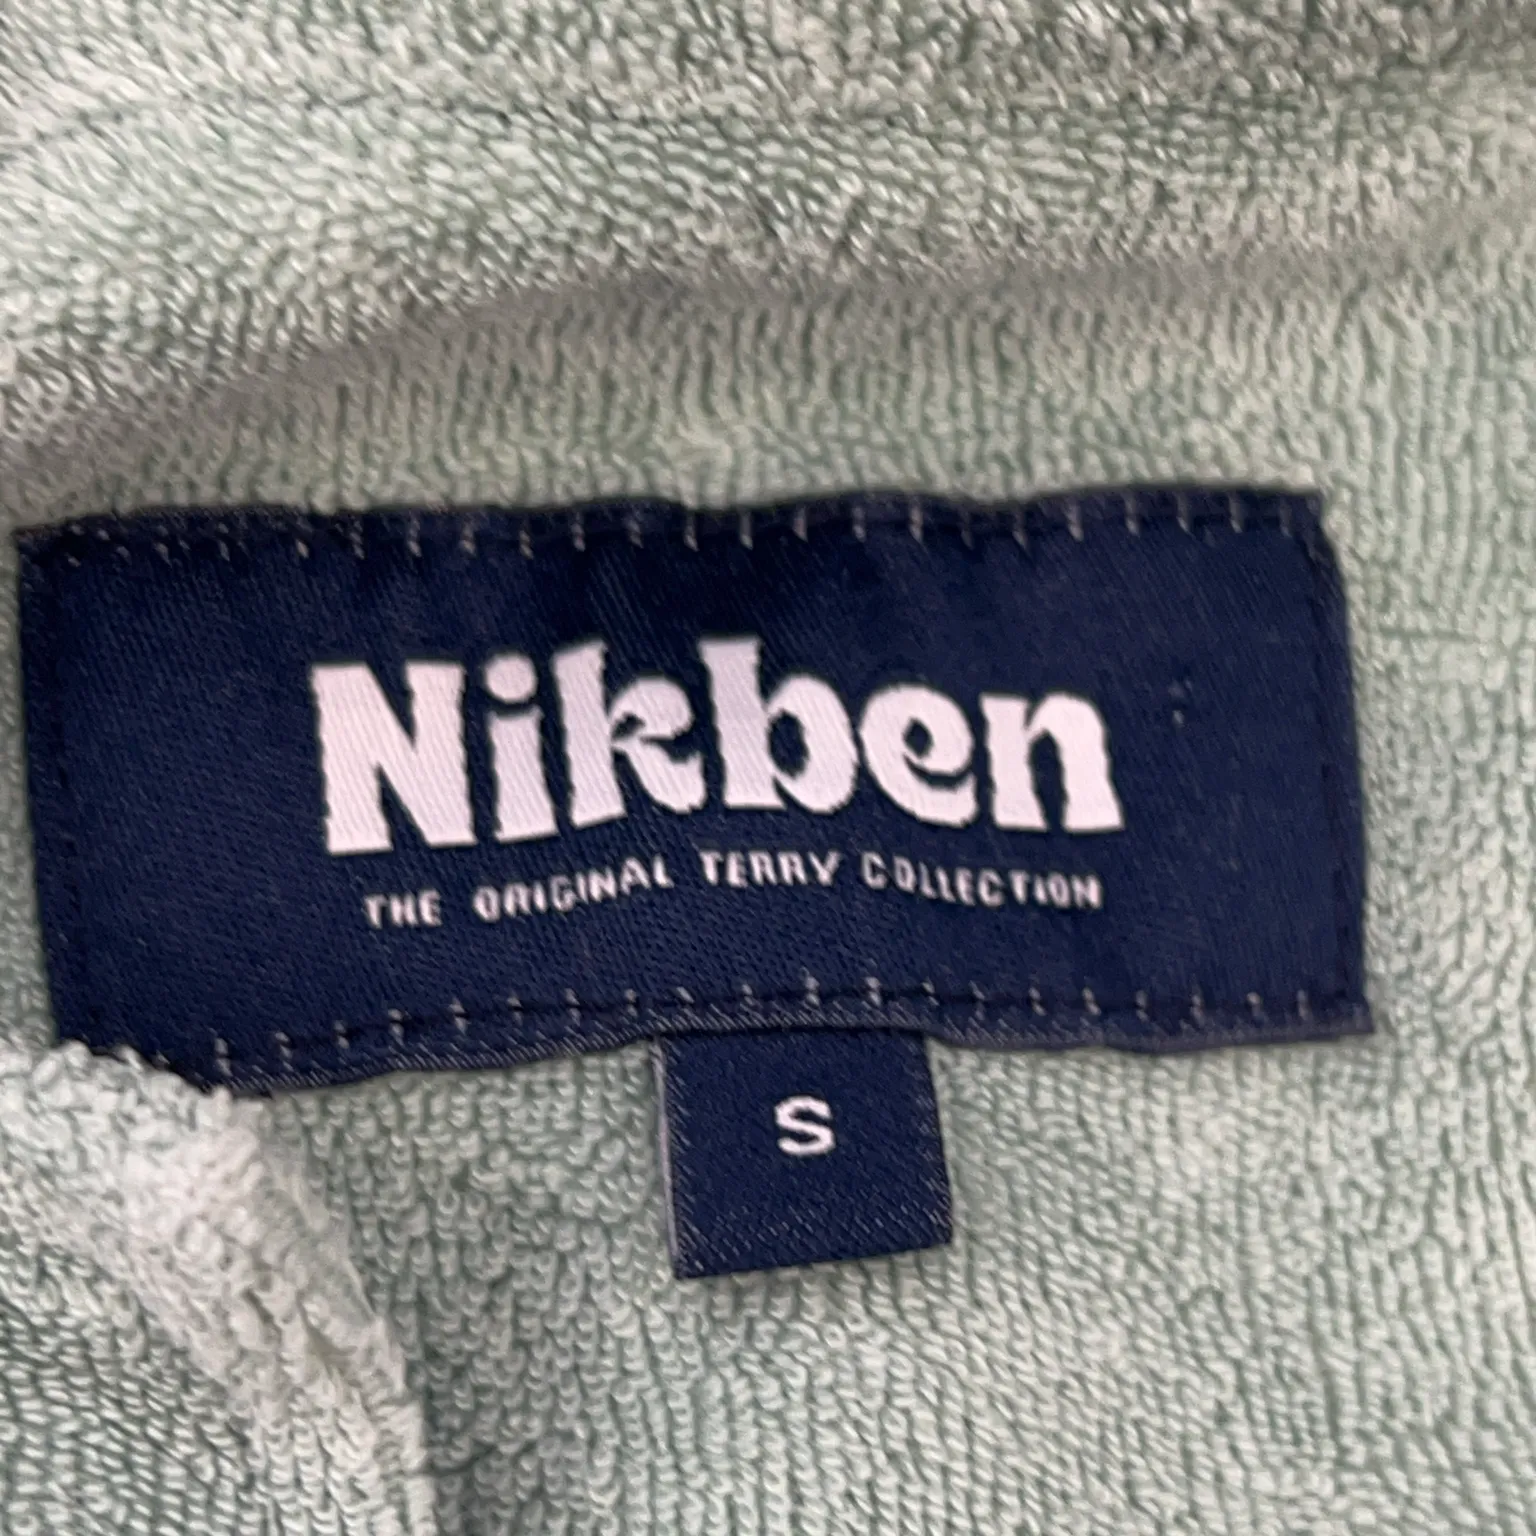 Nikben
THE ORIGINAL TERRY COLLECTION
S